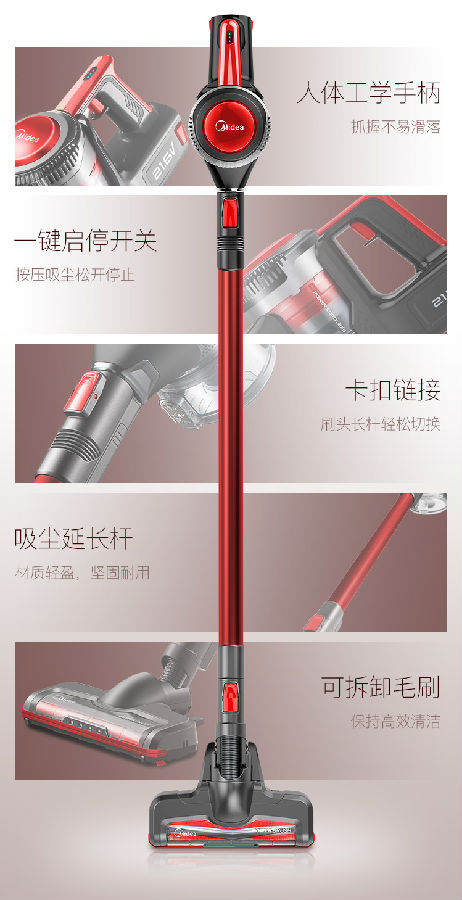 Midea
人体工学手柄
抓握不易滑落
21.6V
一键启停开关
按压吸尘松开停止
卡扣链接
刷头长杆轻松切换
吸尘延长杆
材质轻盈，坚固耐用
可拆卸毛刷
保持高效清洁
Midea